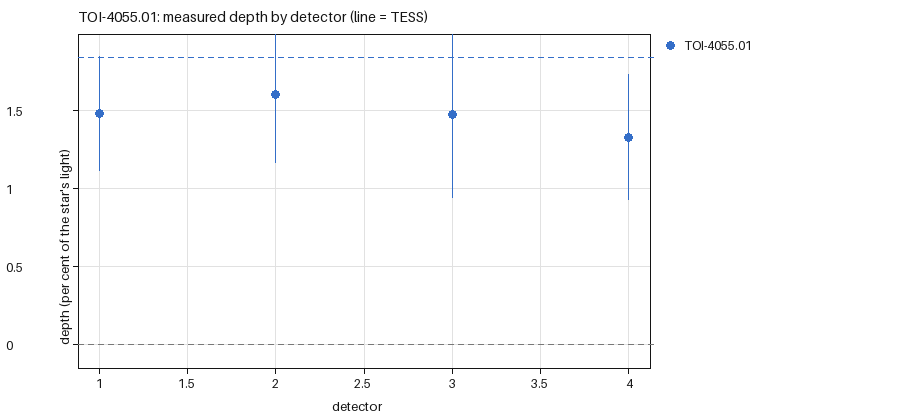 TOI-4055.01: measured depth by detector (line = TESS)
TOI-4055.01
depth (per cent of the star's light)
1.5
1
0.5
0
1 1.5 2 2.5 3 3.5 4
detector